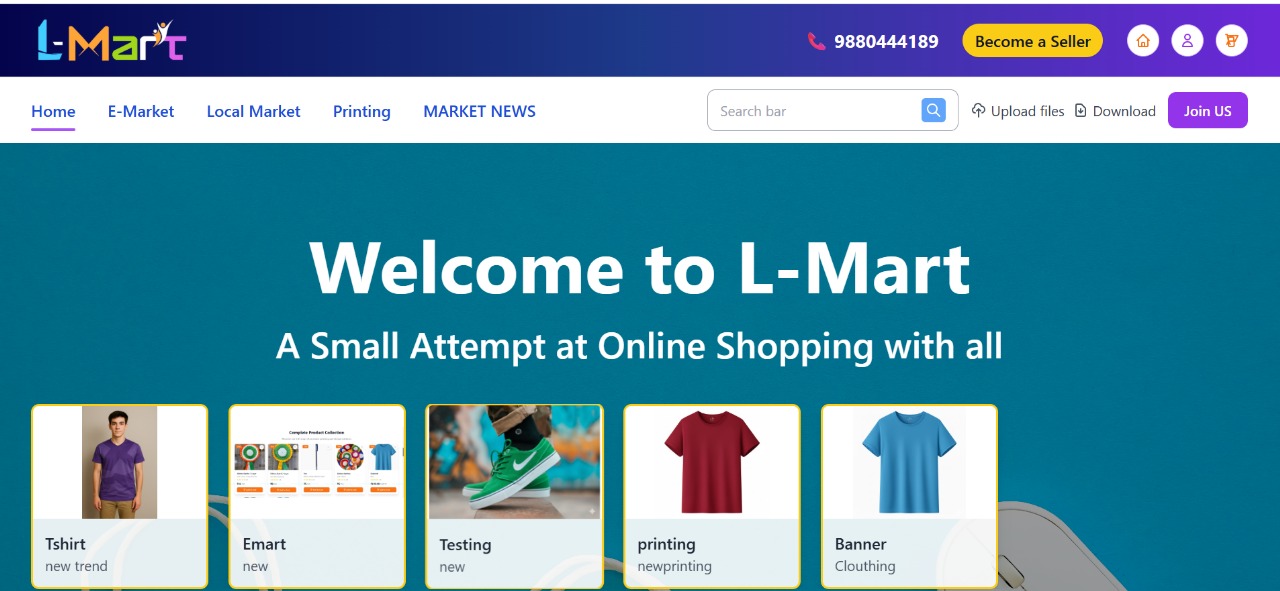 L-Mart
9880444189
Become a Seller
Home
E-Market
Local Market
Printing
MARKET NEWS
Search bar
Upload files
Download
Join US
Welcome to L-Mart
A Small Attempt at Online Shopping with all
Complete Product Collection
Tshirt
new trend
Emart
new
Testing
new
printing
newprinting
Banner
Clouthing